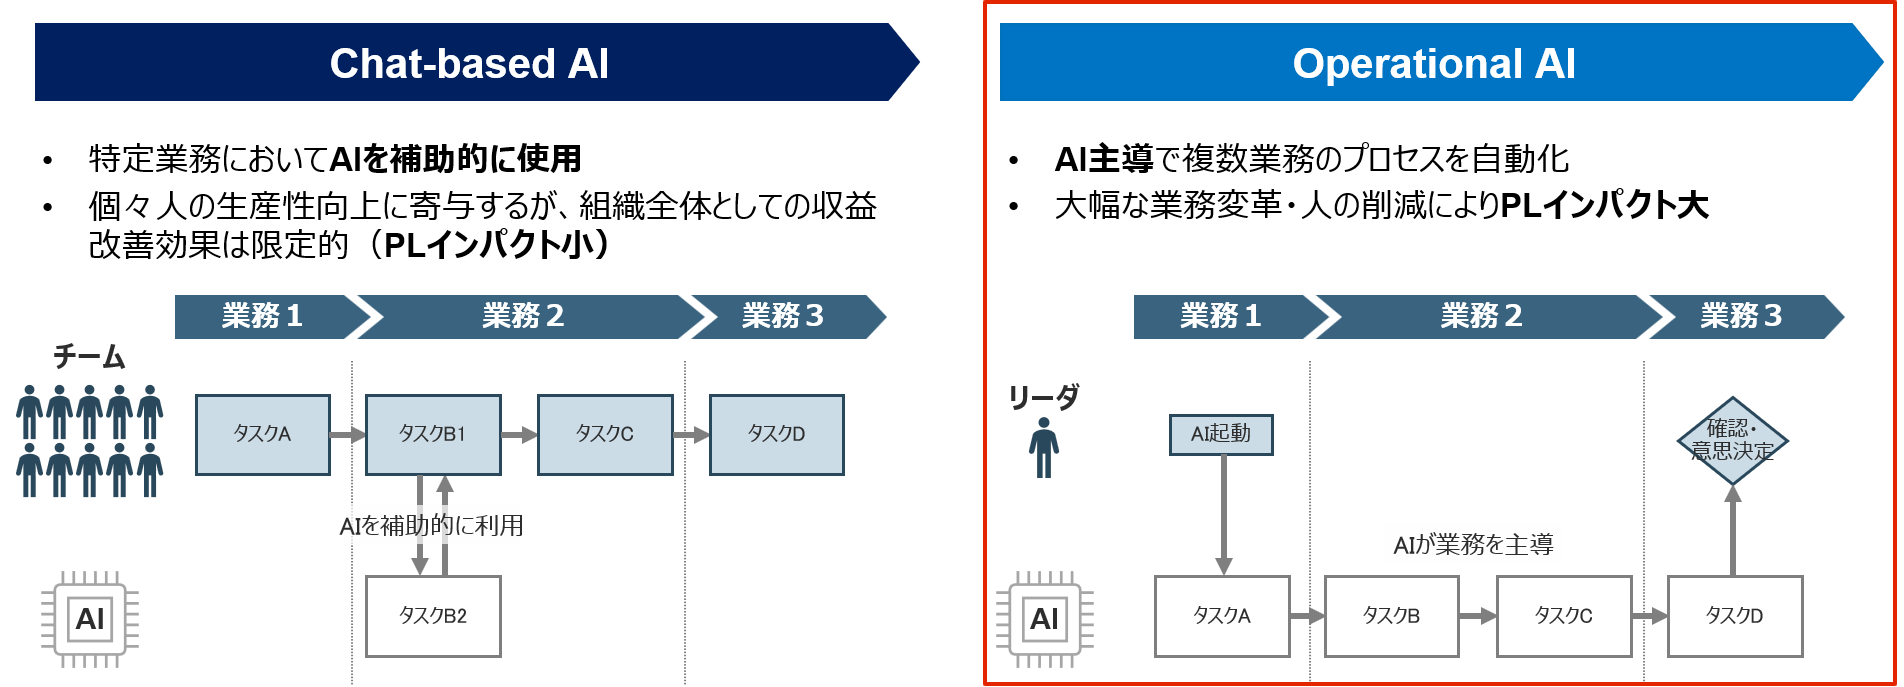 Chat-based AI
• 特定業務においてAIを補助的に使用
• 個々人の生産性向上に寄与するが、組織全体としての収益
改善効果は限定的（PLインパクト小）
業務１
業務２
業務３
チーム
タスクA
タスクB1
タスクC
タスクD
AIを補助的に利用
AI
タスクB2
Operational AI
• AI主導で複数業務のプロセスを自動化
• 大幅な業務変革・人の削減によりPLインパクト大
業務１
業務２
業務３
リーダ
AI起動
確認・
意思決定
AIが業務を主導
AI
タスクA
タスクB
タスクC
タスクD